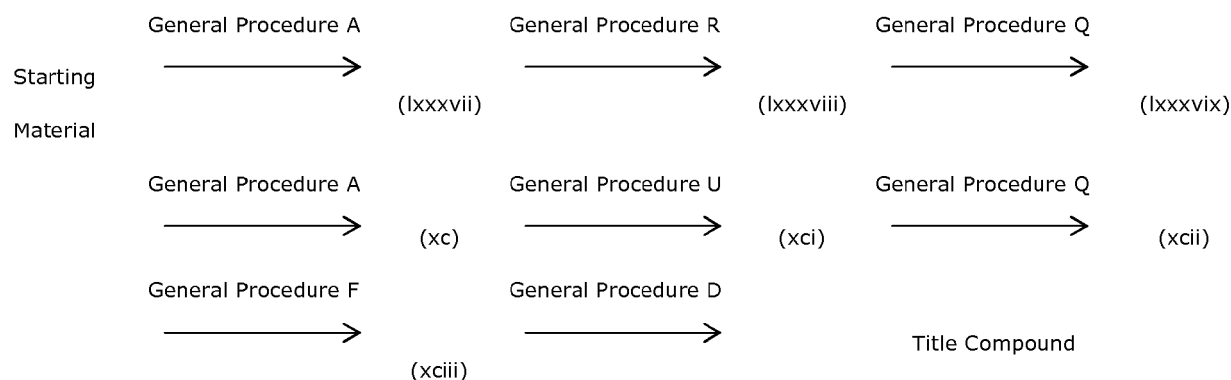 General Procedure A General Procedure R General Procedure Q
Starting
Material
(lxxxvii) (lxxxviii) (lxxxvix)
General Procedure A General Procedure U General Procedure Q
(xc) (xci) (xcii)
General Procedure F General Procedure D
Title Compound
(xciii)